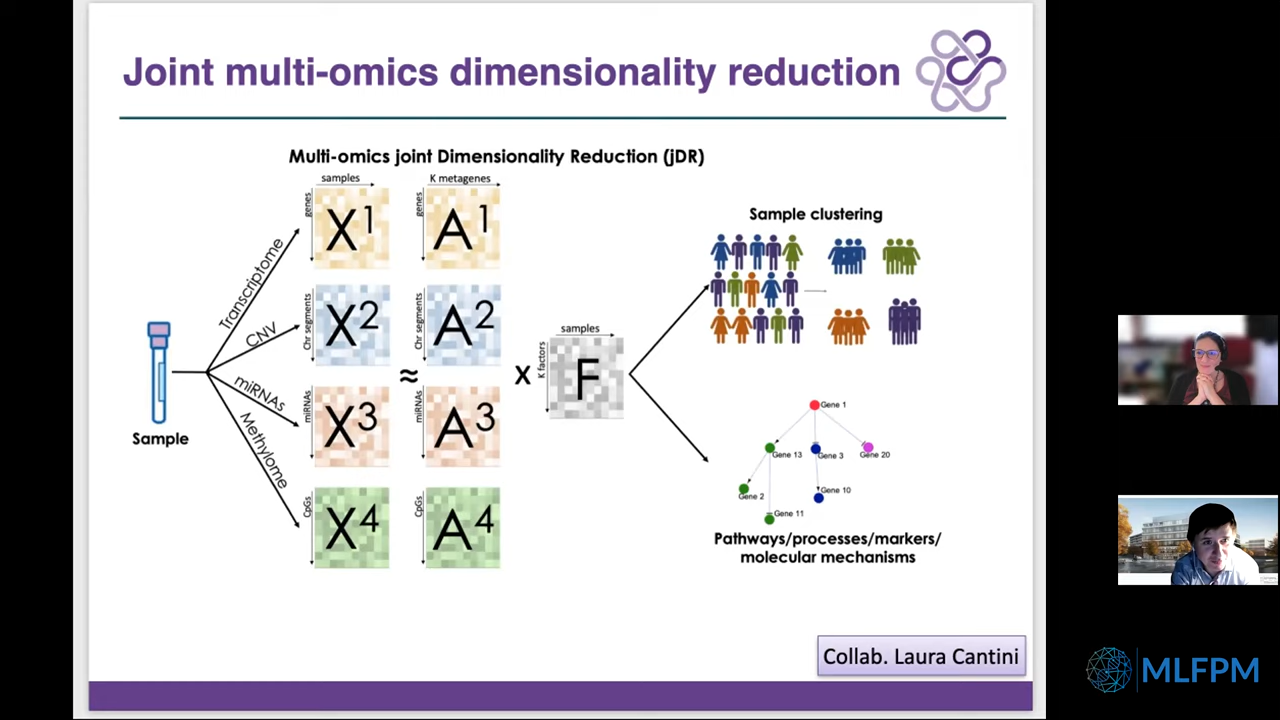 Joint multi-omics dimensionality reduction
Multi-omics joint Dimensionality Reduction (jDR)
samples
K metagenes
genes
X1
genes
A1
Transcriptome
CNV
miRNAs
Methylome
Sample
Chr segments
X2
Chr segments
A2
≈
x
samples
K factors
F
miRNAs
X3
miRNAs
A3
CpGs
X4
CpGs
A4
Sample clustering
Gene 1
Gene 13
Gene 3
Gene 20
Gene 2
Gene 10
Gene 11
Pathways/processes/markers/
molecular mechanisms
Collab. Laura Cantini
MLFPM